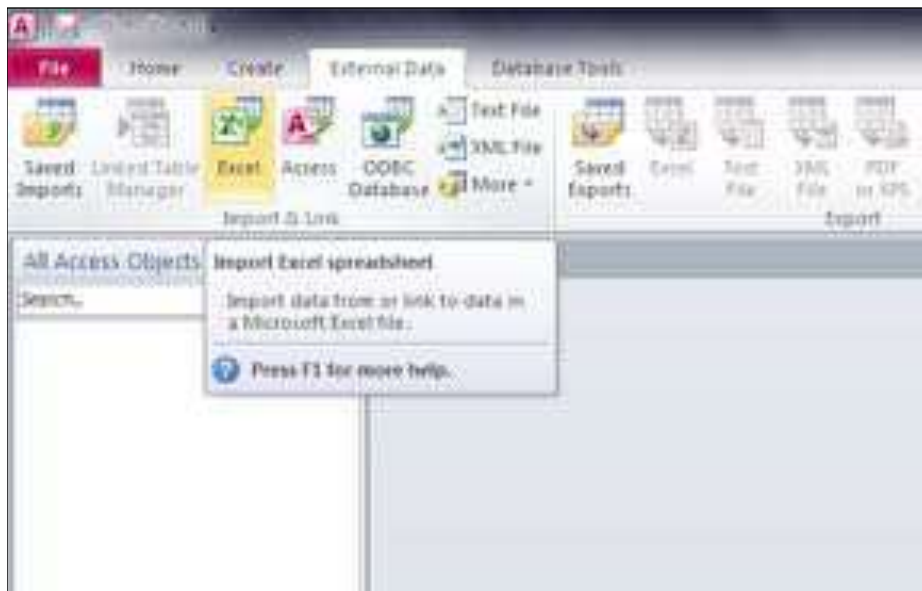 File Home Create External Data Database Tools
Saved Imports
Linked Table Manager
Excel
Access
ODBC Database
Text File
XML File
More
Saved Exports
Excel
Text File
XML File
PDF or XPS
Import & Link
Export
All Access Objects
Search..
Import Excel spreadsheet
Import data from or link to data in
a Microsoft Excel file.
Press F1 for more help.